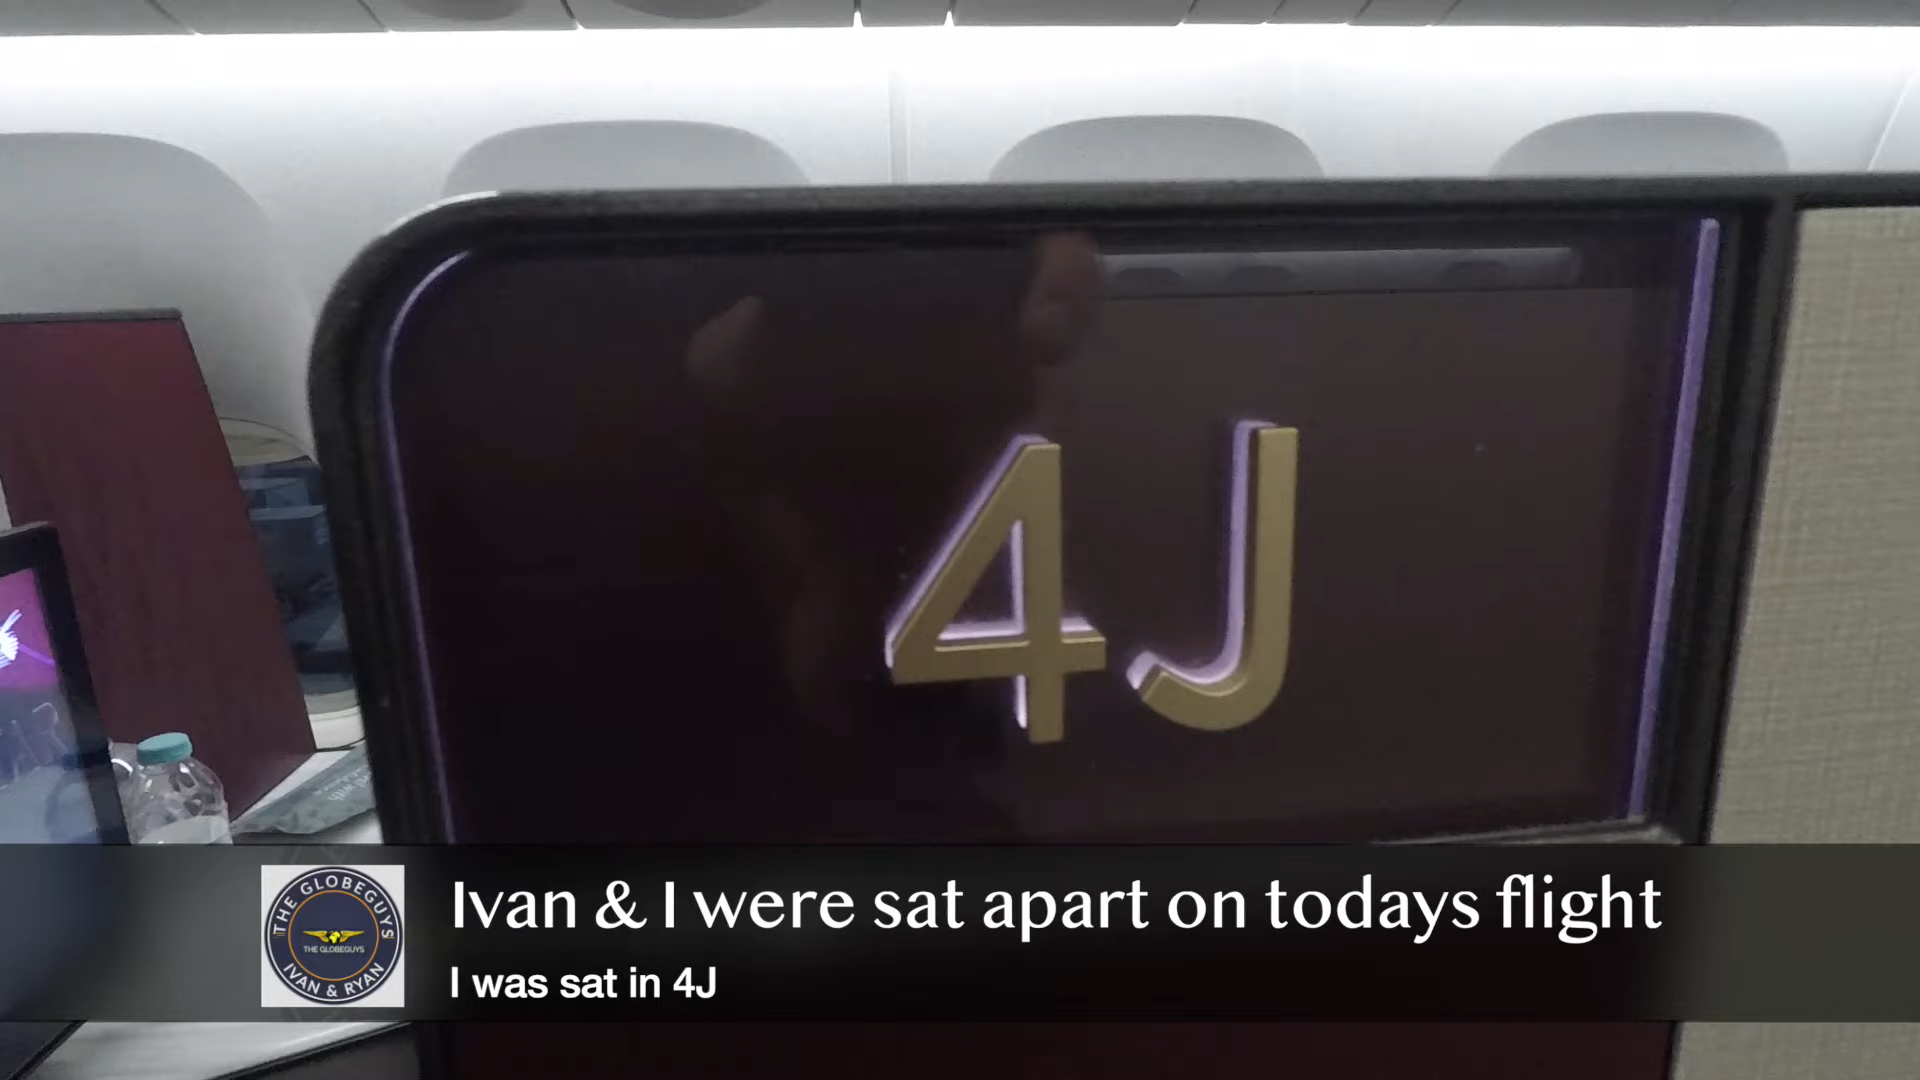 4J
THE GLOBEGUYS
THE GLOBEGUYS
IVAN & RYAN
Ivan & I were sat apart on todays flight
I was sat in 4J